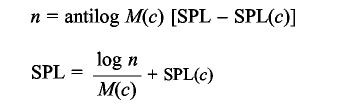 n = antilog M(c) [SPL – SPL(c)]
SPL = log n / M(c) + SPL(c)